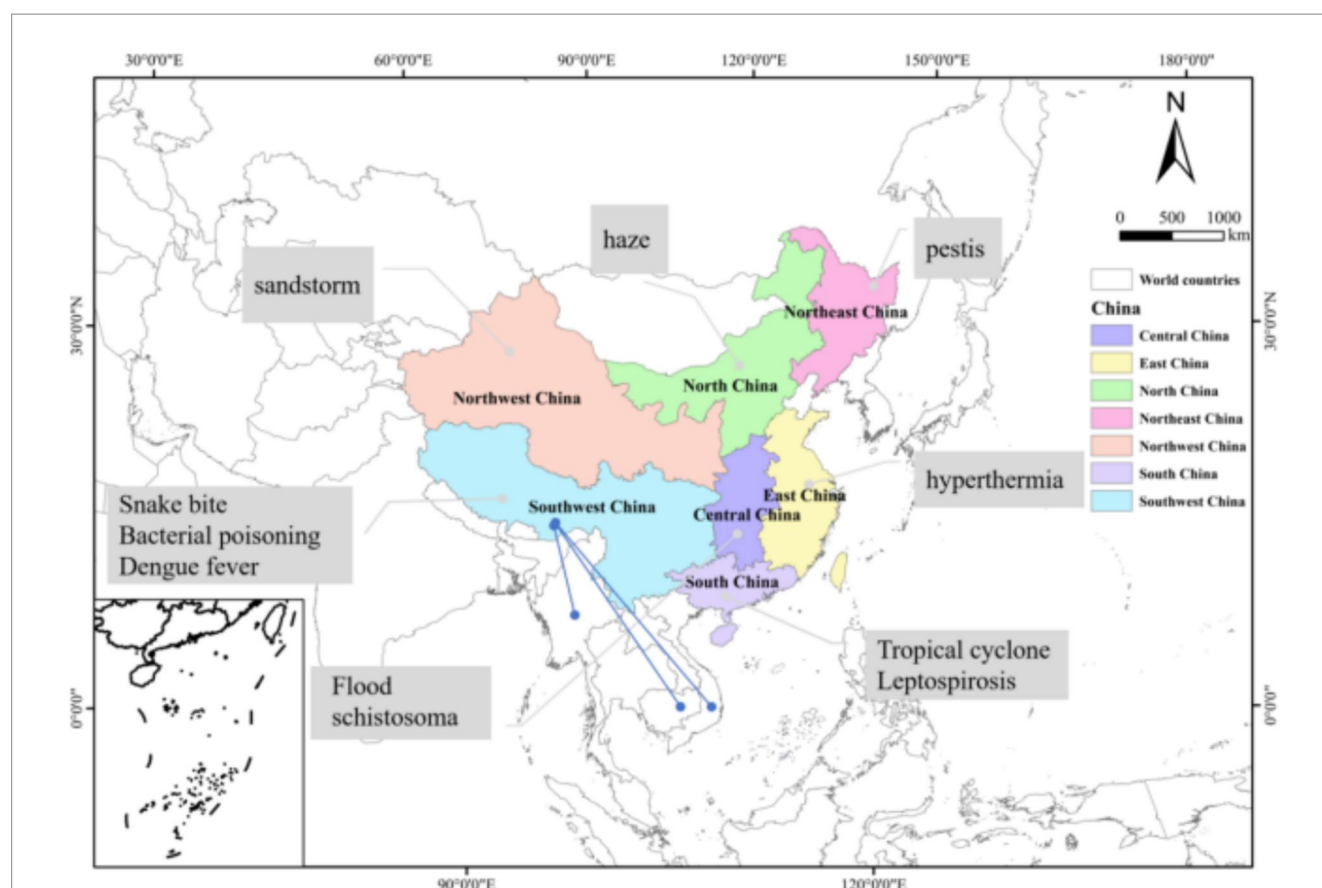 30°0'0"E
60°0'0"E
90°0'0"E
120°0'0"E
150°0'0"E
180°0'0"
N
0 500 1000
km
haze
pestis
sandstorm
World countries
China
Central China
East China
North China
Northeast China
Northwest China
South China
Southwest China
30°0'0"N
30°0'0"N
Northeast China
North China
Northwest China
hyperthermia
East China
Southwest China
Central China
Snake bite
Bacterial poisoning
Dengue fever
South China
Tropical cyclone
Leptospirosis
Flood
schistosoma
0°0'0"
0°0'0"
90°0'0"E
120°0'0"E